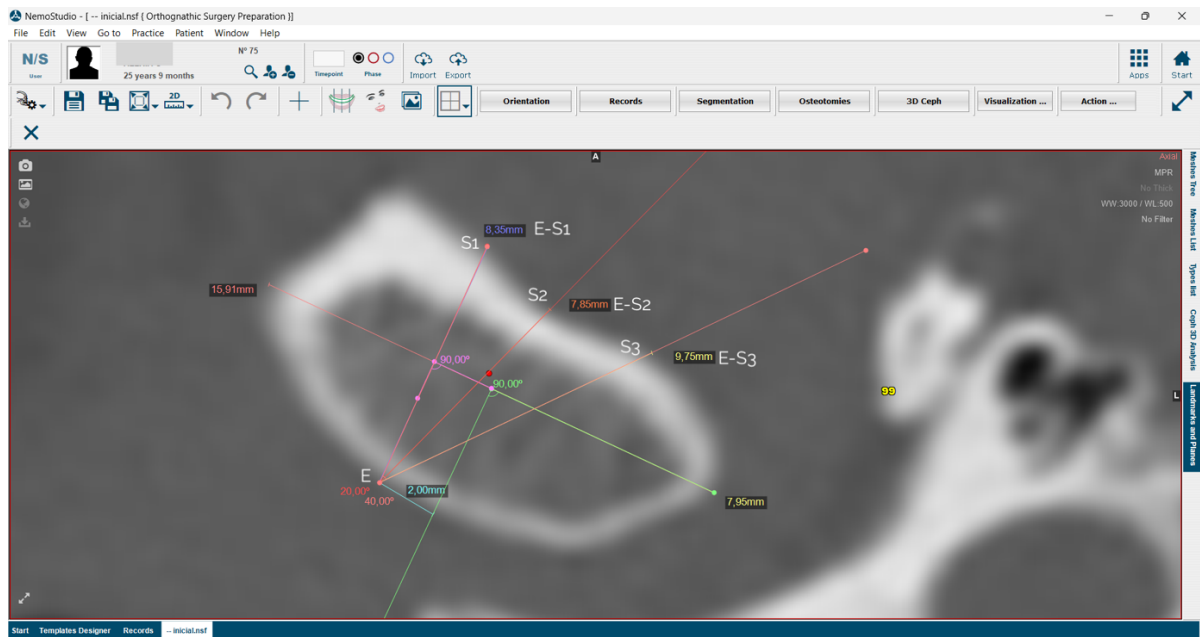 NemoStudio - [ -- inicial.nsf ( Orthognathic Surgery Preparation )]
File Edit View Go to Practice Patient Window Help
N/S
User
25 years 9 months
Nº 75
Timepoint
Phase
Import
Export
Apps
Start
2D
Orientation
Records
Segmentation
Osteotomies
3D Ceph
Visualization ...
Action ...
A
Axial
MPR
No Thick
WW:3000 / WL:500
No Filter
S1
8,35mm
E-S1
15,91mm
S2
7,85mm
E-S2
S3
9,75mm
E-S3
90,00º
90,00º
99
L
E
20,00º
40,00º
2,00mm
7,95mm
Meshes Tree
Meshes List
Types list
Ceph 3D Analysis
Landmarks and Planes
Start Templates Designer Records -- inicial.nsf